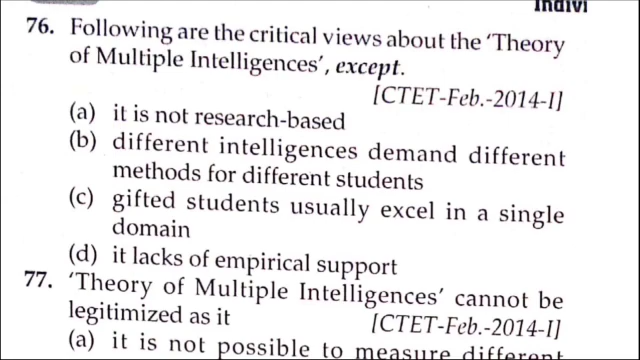 Indivi
76. Following are the critical views about the ‘Theory
of Multiple Intelligences’, except.
[CTET-Feb.-2014-I]
(a) it is not research-based
(b) different intelligences demand different
methods for different students
(c) gifted students usually excel in a single
domain
(d) it lacks of empirical support
77. ‘Theory of Multiple Intelligences’ cannot be
legitimized as it
[CTET-Feb.-2014-I]
(a) it is not possible to measure different